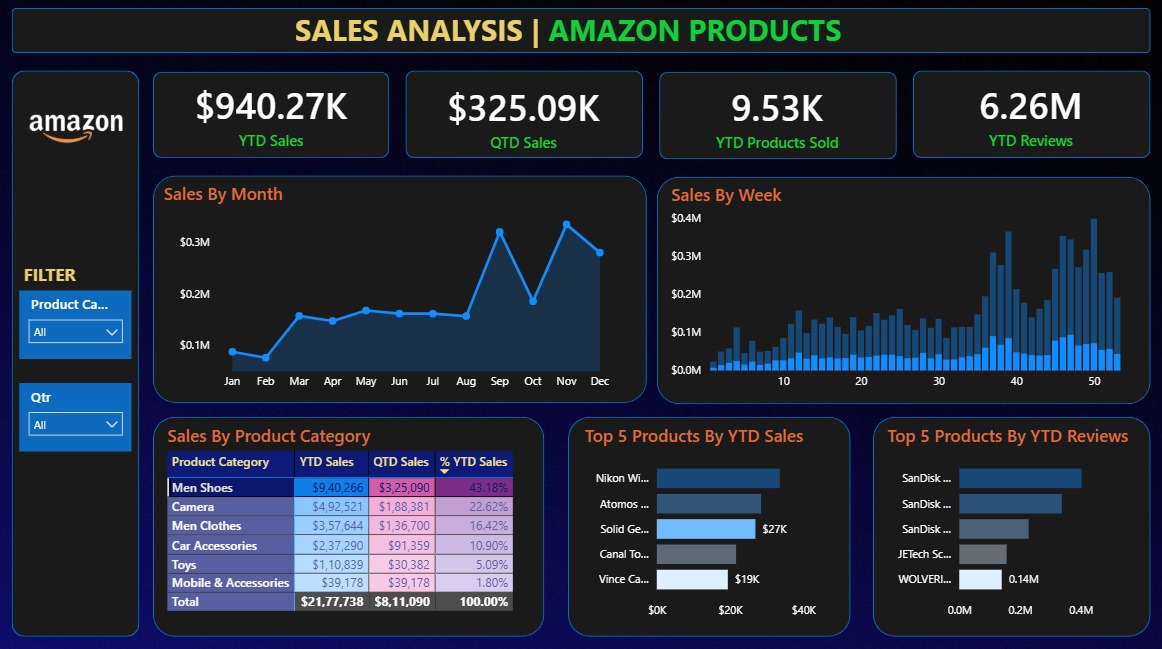 SALES ANALYSIS | AMAZON PRODUCTS
amazon
$940.27K
YTD Sales
$325.09K
QTD Sales
9.53K
YTD Products Sold
6.26M
YTD Reviews
FILTER
Product Ca...
All
Qtr
All
Sales By Month
$0.3M
$0.2M
$0.1M
Jan Feb Mar Apr May Jun Jul Aug Sep Oct Nov Dec
Sales By Week
$0.4M
$0.3M
$0.2M
$0.1M
$0.0M
10 20 30 40 50
Sales By Product Category
Product Category YTD Sales QTD Sales % YTD Sales
Men Shoes $9,40,266 $3,25,090 43.18%
Camera $4,92,521 $1,88,381 22.62%
Men Clothes $3,57,644 $1,36,700 16.42%
Car Accessories $2,37,290 $91,359 10.90%
Toys $1,10,839 $30,382 5.09%
Mobile & Accessories $39,178 $39,178 1.80%
Total $21,77,738 $8,11,090 100.00%
Top 5 Products By YTD Sales
Nikon Wi...
Atomos ...
Solid Ge... $27K
Canal To...
Vince Ca... $19K
$0K $20K $40K
Top 5 Products By YTD Reviews
SanDisk ...
SanDisk ...
SanDisk ...
JETech Sc...
WOLVERI... 0.14M
0.0M 0.2M 0.4M